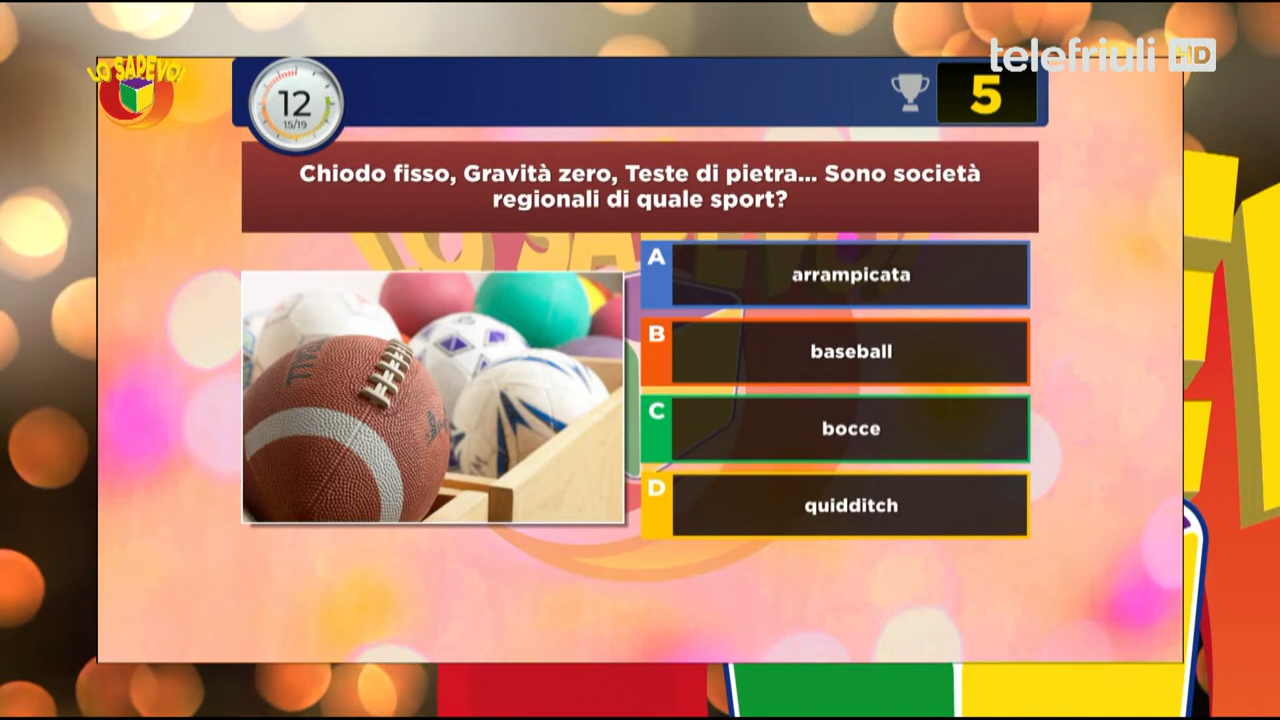 telefriuli HD
LO SAPEVO!
12
15/19
5
Chiodo fisso, Gravità zero, Teste di pietra... Sono società
regionali di quale sport?
A
arrampicata
B
baseball
C
bocce
D
quidditch